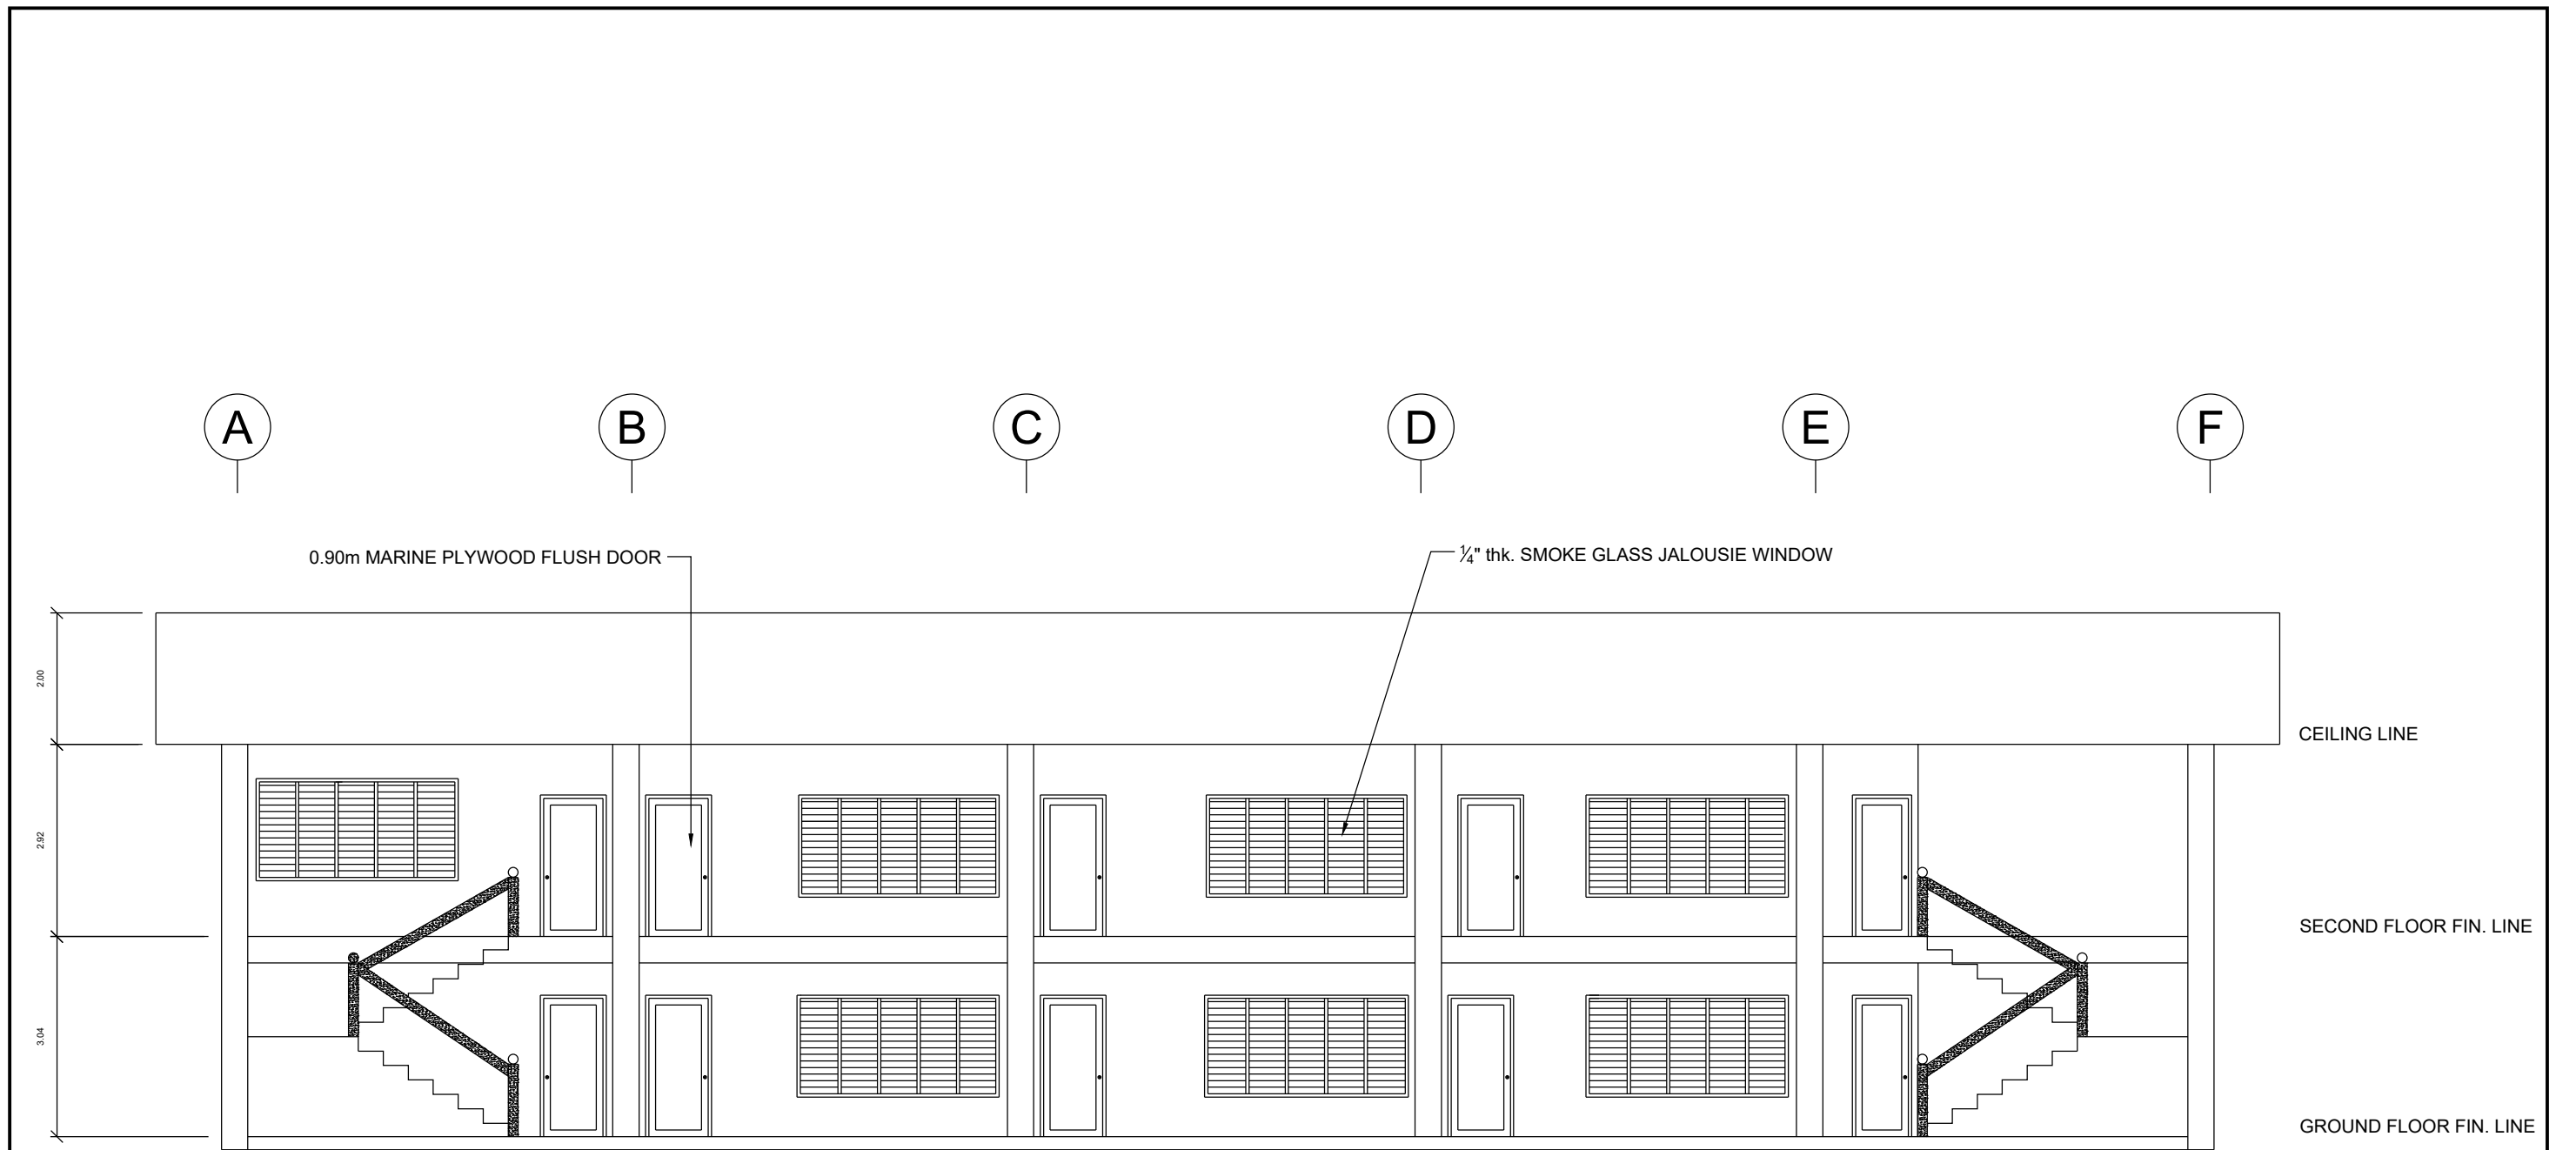 A
B
C
D
E
F
0.90m MARINE PLYWOOD FLUSH DOOR
¼" thk. SMOKE GLASS JALOUSIE WINDOW
2.00
CEILING LINE
2.92
SECOND FLOOR FIN. LINE
3.04
GROUND FLOOR FIN. LINE